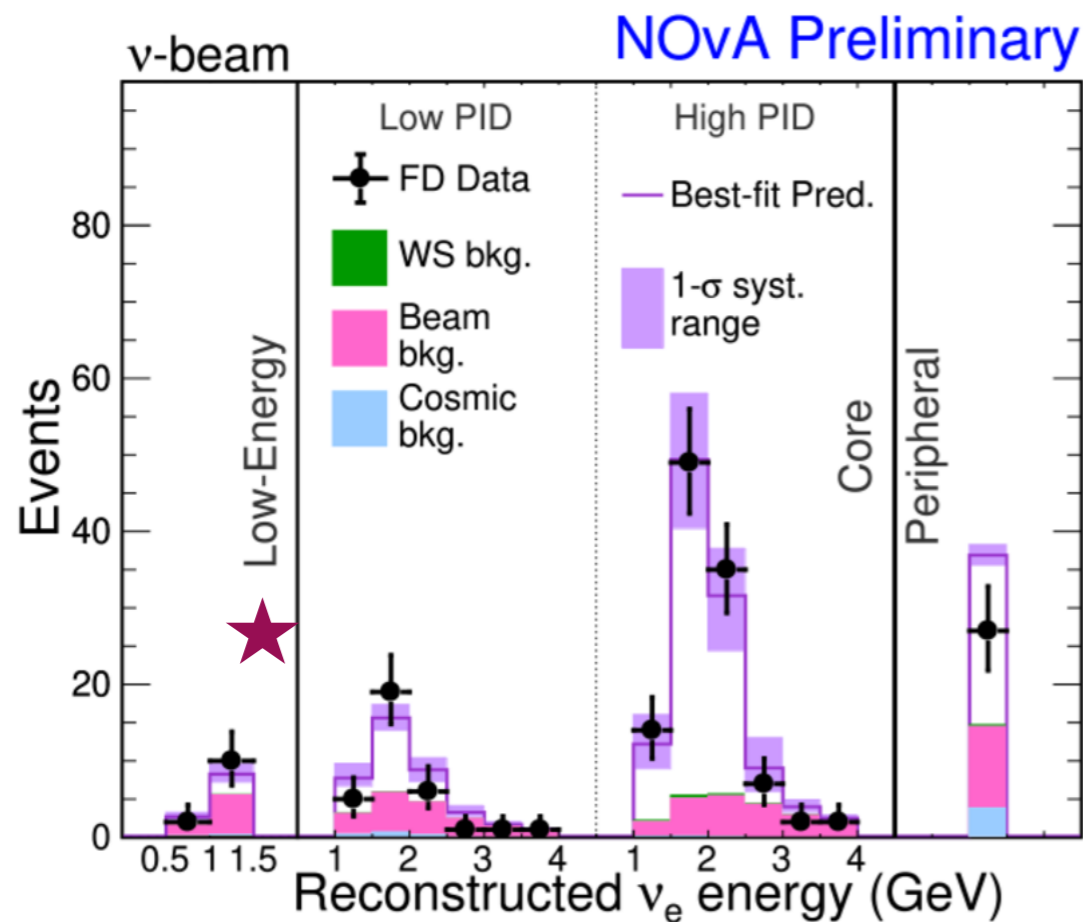 ν-beam
NOvA Preliminary
Low PID
High PID
FD Data
WS bkg.
Beam
bkg.
Cosmic
bkg.
Best-fit Pred.
1-σ syst.
range
Low-Energy
Core
Peripheral
Events
80
60
40
20
0
0.5 1 1.5 1 2 3 4 1 2 3 4
Reconstructed νe energy (GeV)